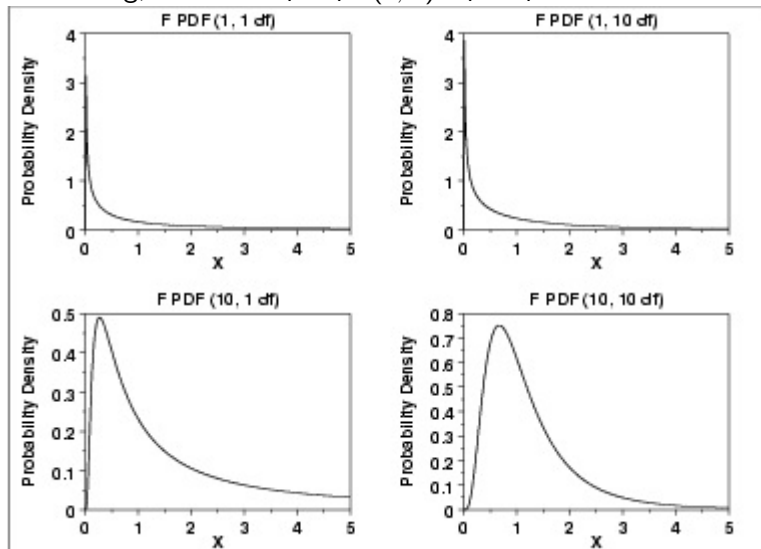 F PDF (1, 1 df)
4
3
2
1
0
Probability Density
0 1 2 3 4 5
X
F PDF (1, 10 df)
4
3
2
1
0
Probability Density
0 1 2 3 4 5
X
F PDF (10, 1 df)
0.5
0.4
0.3
0.2
0.1
0
Probability Density
0 1 2 3 4 5
X
F PDF (10, 10 df)
0.8
0.7
0.6
0.5
0.4
0.3
0.2
0.1
0
Probability Density
0 1 2 3 4 5
X